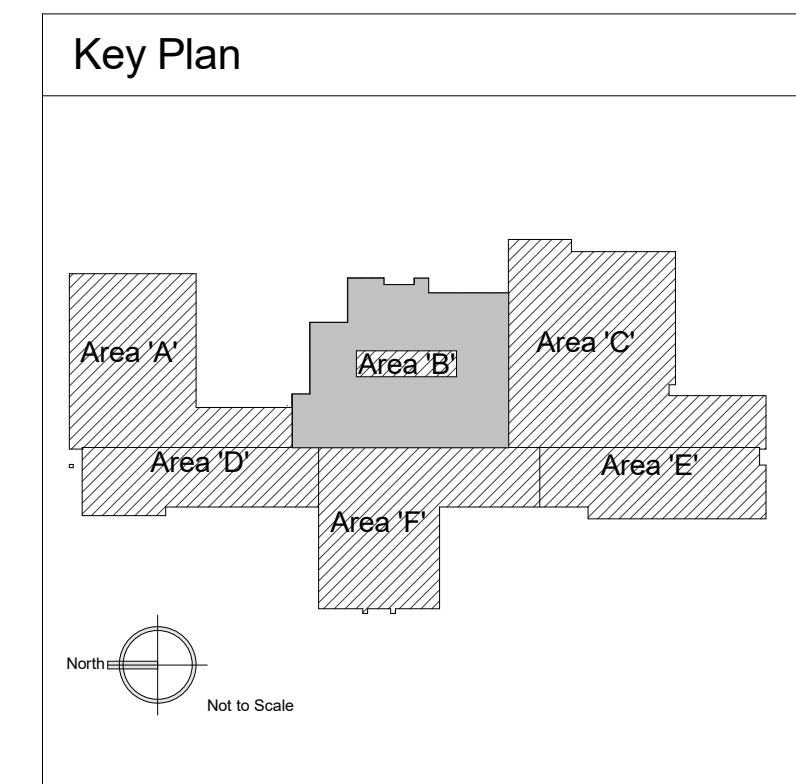 Key Plan
Area 'A'
Area 'B'
Area 'C'
Area 'D'
Area 'E'
Area 'F'
North
Not to Scale